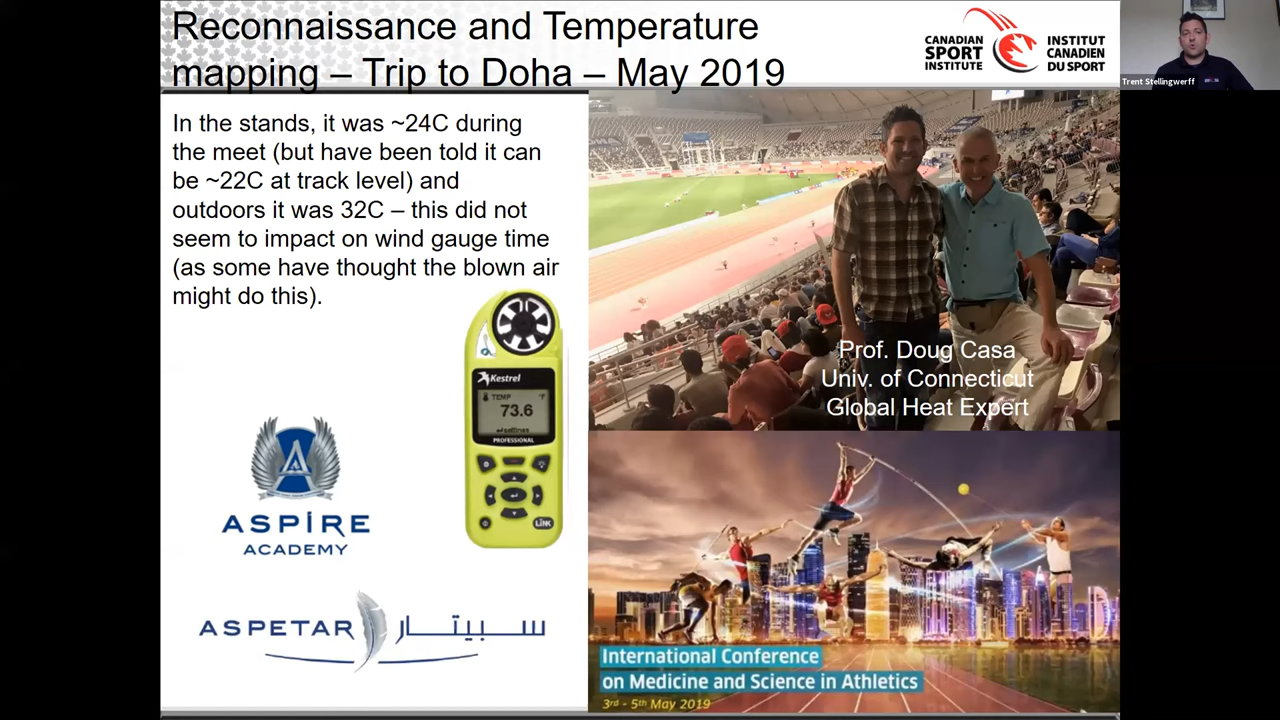 Reconnaissance and Temperature
mapping – Trip to Doha – May 2019
CANADIAN
SPORT
INSTITUTE
INSTITUT
CANADIEN
DU SPORT
Trent Stellingwerff
In the stands, it was ~24C during
the meet (but have been told it can
be ~22C at track level) and
outdoors it was 32C – this did not
seem to impact on wind gauge time
(as some have thought the blown air
might do this).
Kestrel
TEMP °F
73.6
settings
PROFESSIONAL
LiNK
Prof. Doug Casa
Univ. of Connecticut
Global Heat Expert
ASPIRE
ACADEMY
ASPETAR سبيتار
International Conference
on Medicine and Science in Athletics
3rd - 5th May 2019